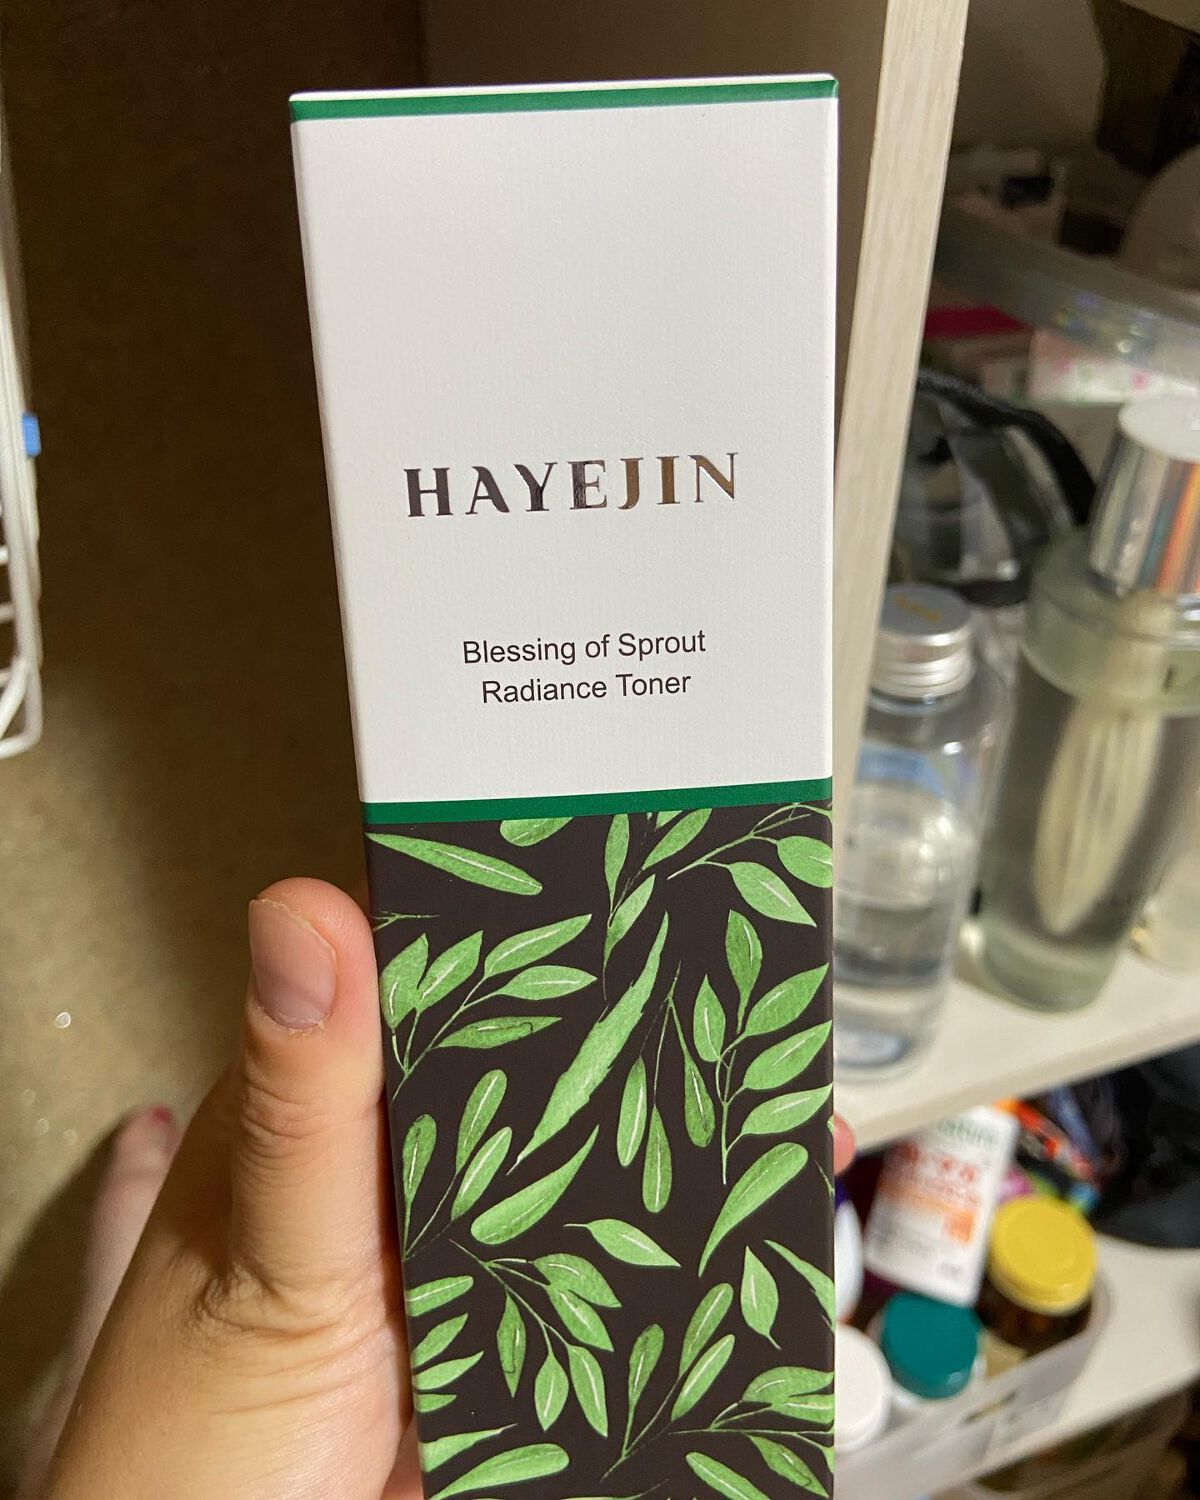 HAYEJIN
Blessing of Sprout
Radiance Toner